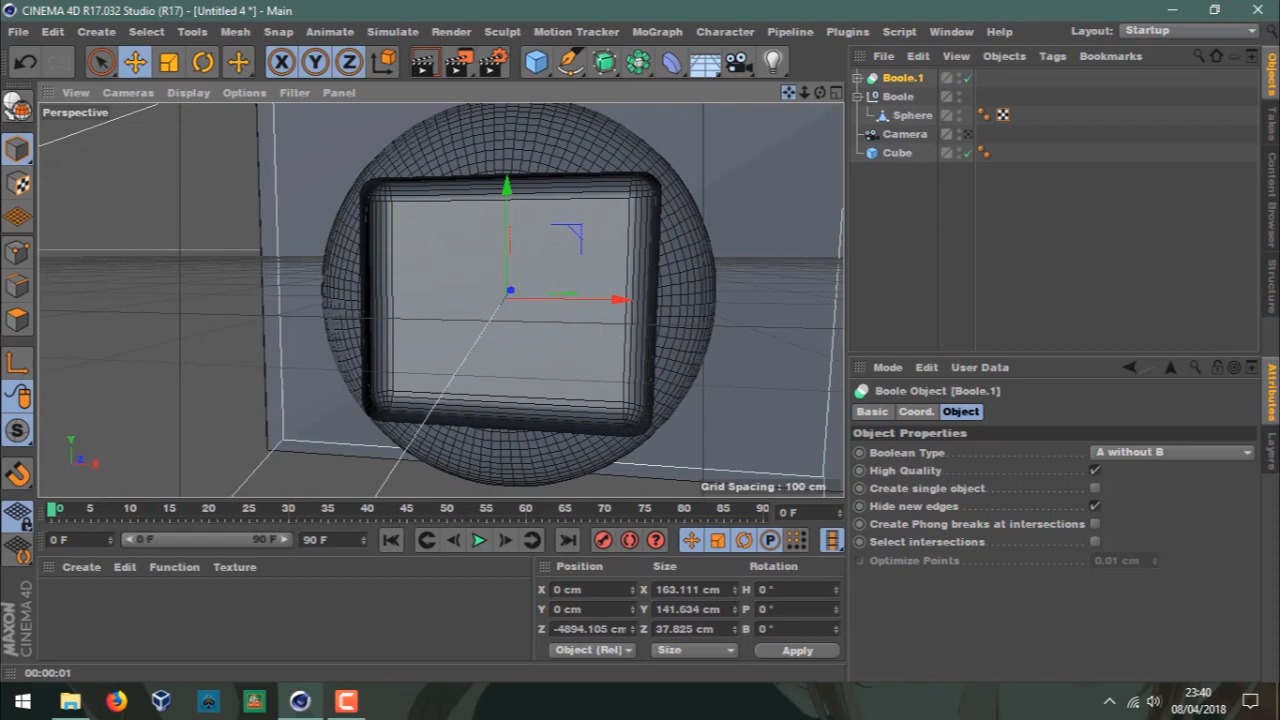 CINEMA 4D R17.032 Studio (R17) - [Untitled 4 *] - Main
File Edit Create Select Tools Mesh Snap Animate Simulate Render Sculpt Motion Tracker MoGraph Character Pipeline Plugins Script Window Help Layout: Startup
X Y Z
File Edit View Objects Tags Bookmarks
View Cameras Display Options Filter Panel
Perspective
Boole.1
Boole
Sphere
Camera
Cube
Objects
Takes
Content Browser
Structure
Mode Edit User Data
Boole Object [Boole.1]
Basic Coord. Object
Object Properties
Boolean Type A without B
High Quality
Create single object
Hide new edges
Create Phong breaks at intersections
Select intersections
Optimize Points 0.01 cm
Attributes
Layers
Y
Z X
S
Grid Spacing : 100 cm
0 5 10 15 20 25 30 35 40 45 50 55 60 65 70 75 80 85 90 0 F
0 F 0 F 90 F 90 F P
Create Edit Function Texture
Position Size Rotation
X 0 cm X 163.111 cm H 0 °
Y 0 cm Y 141.634 cm P 0 °
Z -4894.105 cm Z 37.825 cm B 0 °
Object (Rel) Size Apply
MAXON
CINEMA 4D
00:00:01
23:40
08/04/2018